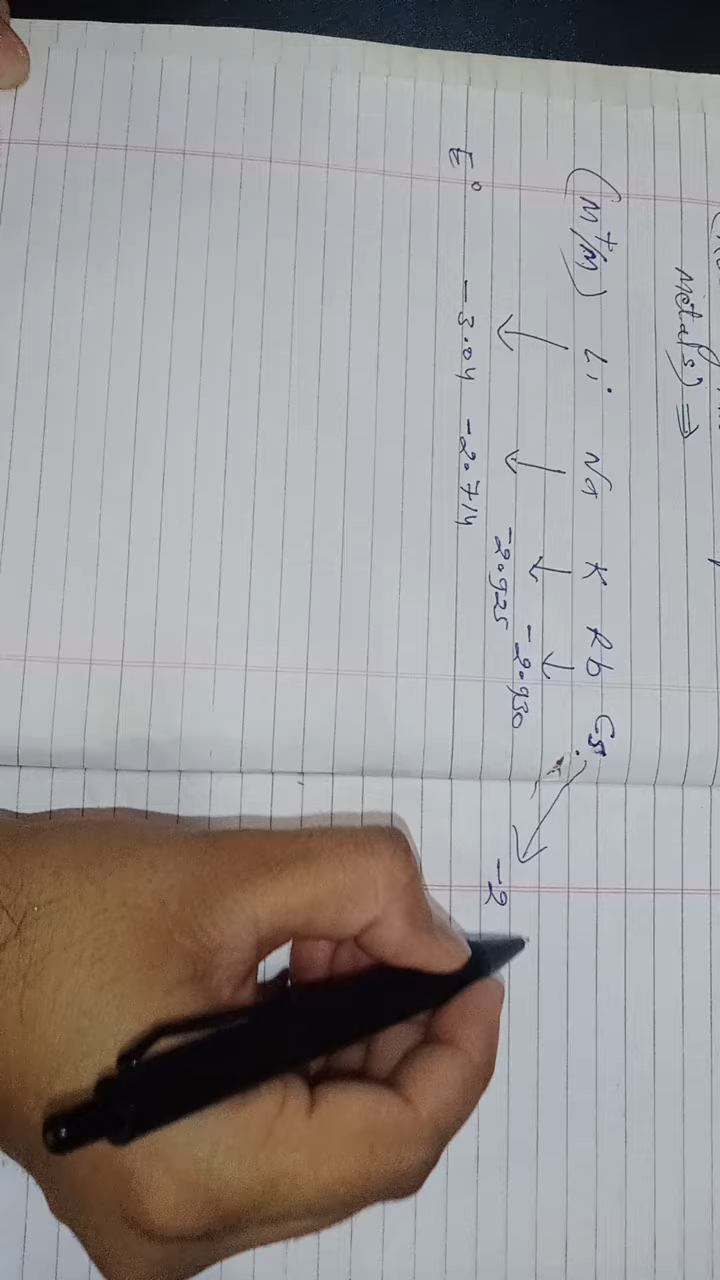 Metals) ⇒
(M⁺/M) Li Na K Rb Cs
↓ ↓ ↓ ↓ ↓
E° -3.04 -2.714 -2.925 -2.930 -2